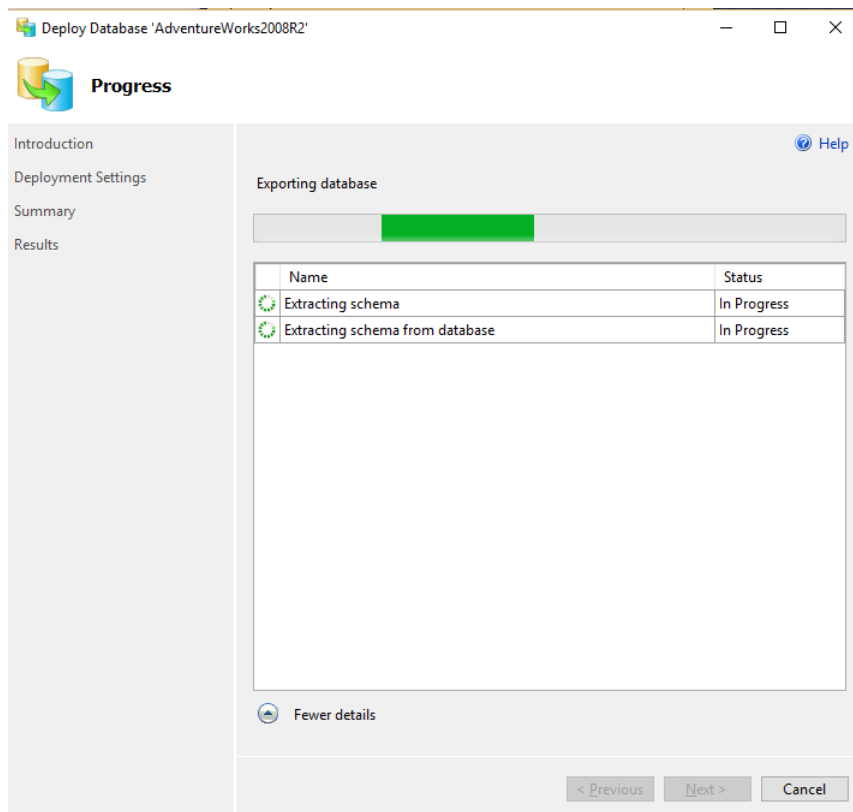 Deploy Database 'AdventureWorks2008R2'
Progress
Introduction
Deployment Settings
Summary
Results
Help
Exporting database
Name Status
Extracting schema In Progress
Extracting schema from database In Progress
Fewer details
< Previous Next > Cancel